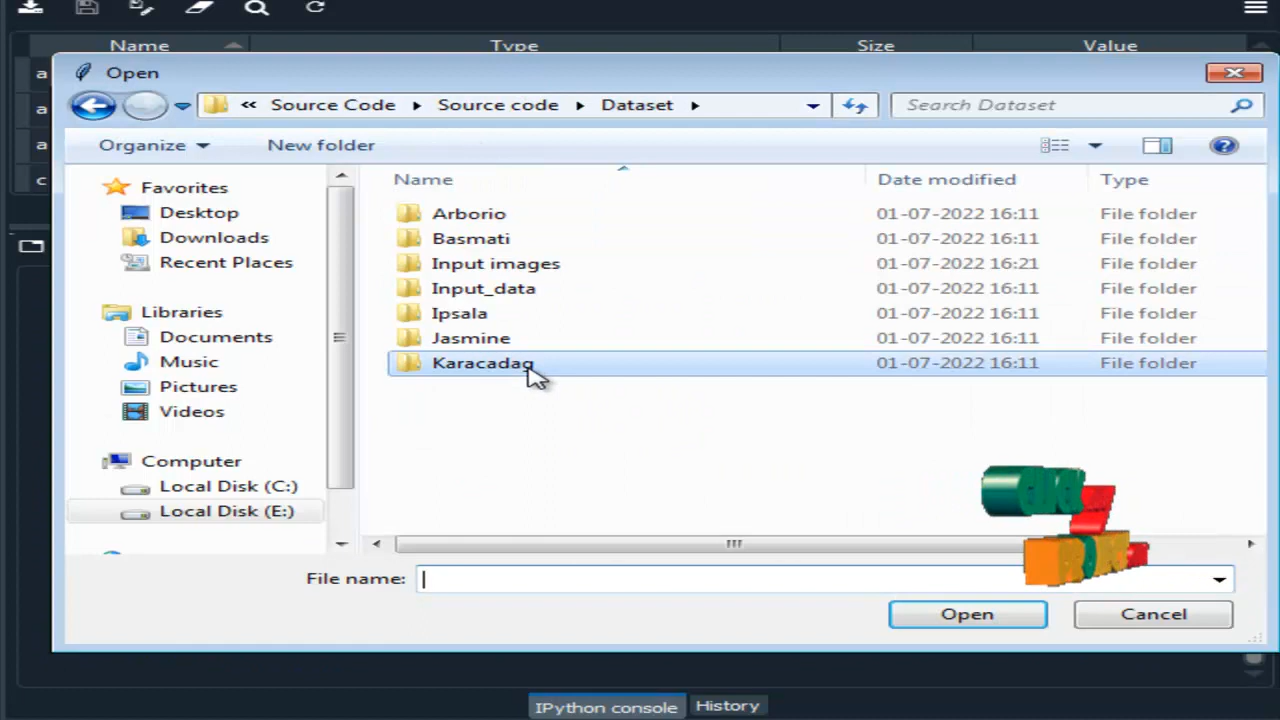 Name Type Size Value
Open
« Source Code Source code Dataset Search Dataset
Organize New folder
Name Date modified Type
Favorites
Desktop
Downloads
Recent Places
Libraries
Documents
Music
Pictures
Videos
Computer
Local Disk (C:)
Local Disk (E:)
Arborio 01-07-2022 16:11 File folder
Basmati 01-07-2022 16:11 File folder
Input images 01-07-2022 16:21 File folder
Input_data 01-07-2022 16:11 File folder
Ipsala 01-07-2022 16:11 File folder
Jasmine 01-07-2022 16:11 File folder
Karacadag 01-07-2022 16:11 File folder
File name:
Open Cancel
IPython console History